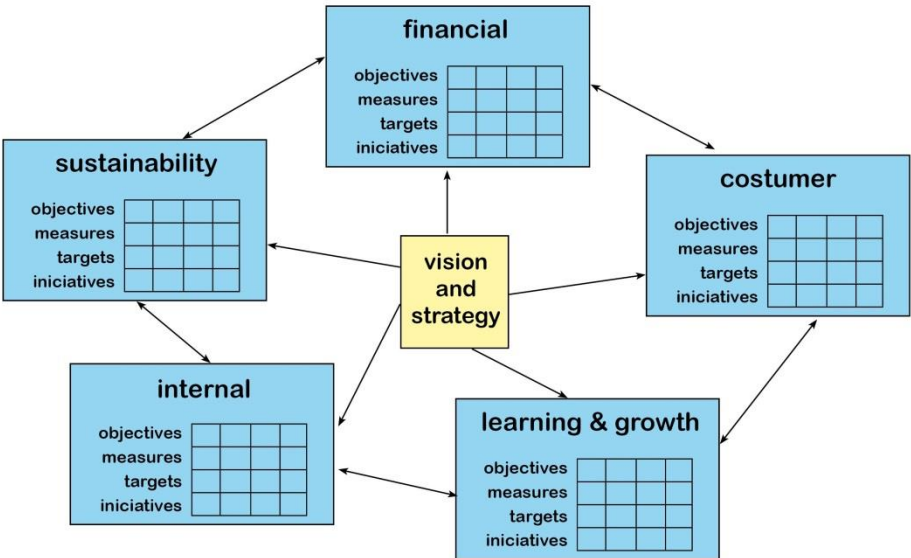 financial
objectives
measures
targets
iniciatives
sustainability
objectives
measures
targets
iniciatives
costumer
objectives
measures
targets
iniciatives
vision
and
strategy
internal
objectives
measures
targets
iniciatives
learning & growth
objectives
measures
targets
iniciatives